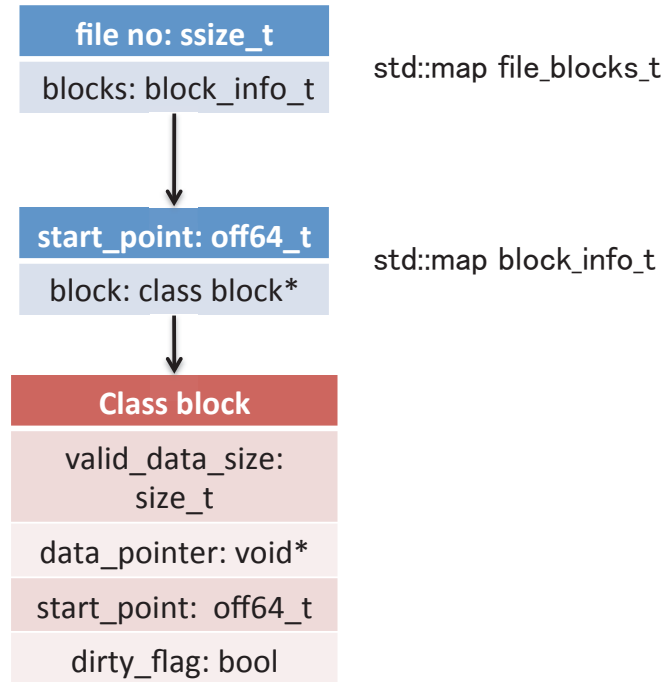 file no: ssize_t
blocks: block_info_t
std::map file_blocks_t
start_point: off64_t
block: class block*
std::map block_info_t
Class block
valid_data_size:
size_t
data_pointer: void*
start_point: off64_t
dirty_flag: bool